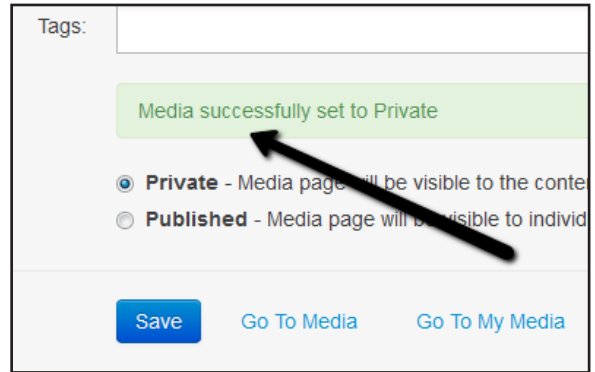 Tags:
Media successfully set to Private
Private - Media page will be visible to the conte
Published - Media page will be visible to individ
Save Go To Media Go To My Media